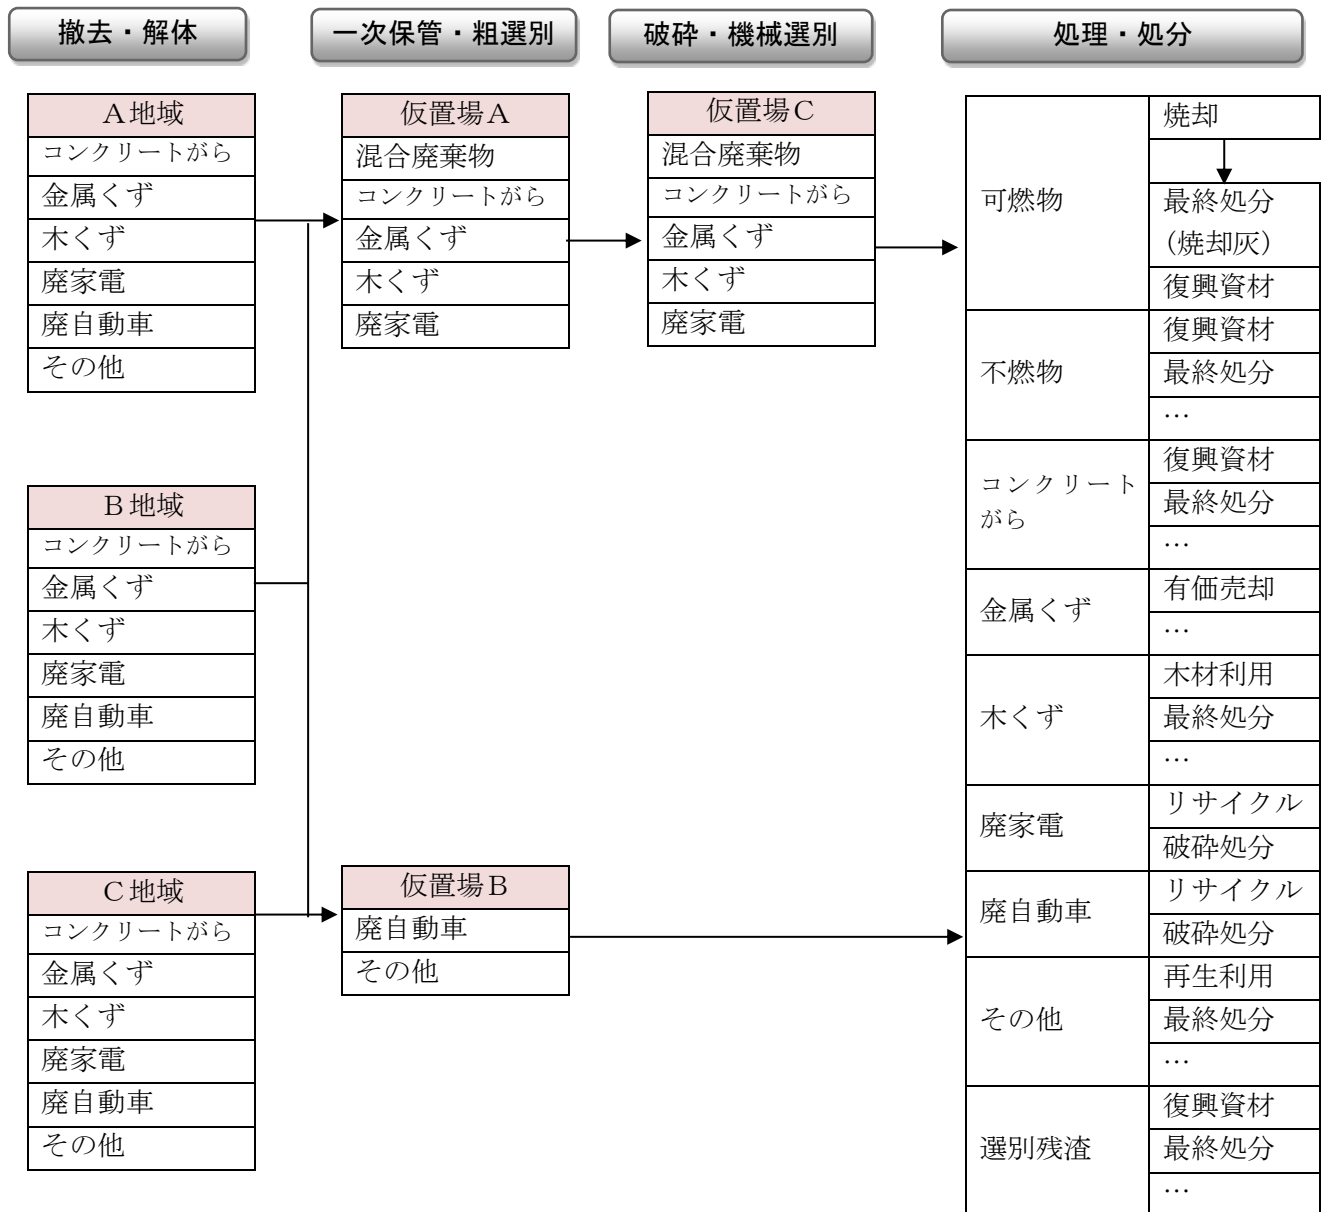 撤去・解体
一次保管・粗選別
破砕・機械選別
処理・処分
A地域
コンクリートがら
金属くず
木くず
廃家電
廃自動車
その他
B地域
コンクリートがら
金属くず
木くず
廃家電
廃自動車
その他
C地域
コンクリートがら
金属くず
木くず
廃家電
廃自動車
その他
仮置場A
混合廃棄物
コンクリートがら
金属くず
木くず
廃家電
仮置場B
廃自動車
その他
仮置場C
混合廃棄物
コンクリートがら
金属くず
木くず
廃家電
可燃物
焼却
最終処分
（焼却灰）
復興資材
不燃物
復興資材
最終処分
…
コンクリート
がら
復興資材
最終処分
…
金属くず
有価売却
…
木くず
木材利用
最終処分
…
廃家電
リサイクル
破砕処分
廃自動車
リサイクル
破砕処分
その他
再生利用
最終処分
…
選別残渣
復興資材
最終処分
…